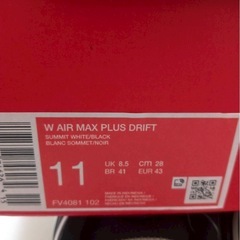 W AIR MAX PLUS DRIFT
SUMMIT WHITE/BLACK
BLANC SOMMET/NOIR
11
UK 8.5 cm 28
BR 41 EUR 43
FV4081 102